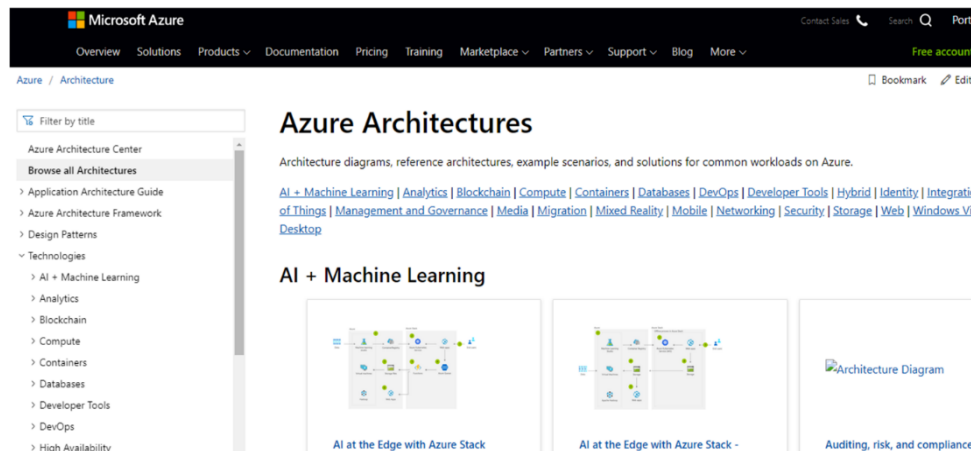 Microsoft Azure
Contact Sales Search Port
Overview Solutions Products Documentation Pricing Training Marketplace Partners Support Blog More Free account
Azure / Architecture
Bookmark Edit
Filter by title
Azure Architecture Center
Browse all Architectures
Application Architecture Guide
Azure Architecture Framework
Design Patterns
Technologies
AI + Machine Learning
Analytics
Blockchain
Compute
Containers
Databases
Developer Tools
DevOps
High Availability
Azure Architectures
Architecture diagrams, reference architectures, example scenarios, and solutions for common workloads on Azure.
AI + Machine Learning | Analytics | Blockchain | Compute | Containers | Databases | DevOps | Developer Tools | Hybrid | Identity | Integrati
of Things | Management and Governance | Media | Migration | Mixed Reality | Mobile | Networking | Security | Storage | Web | Windows Vi
Desktop
AI + Machine Learning
Architecture Diagram
AI at the Edge with Azure Stack
AI at the Edge with Azure Stack -
Auditing, risk, and compliance